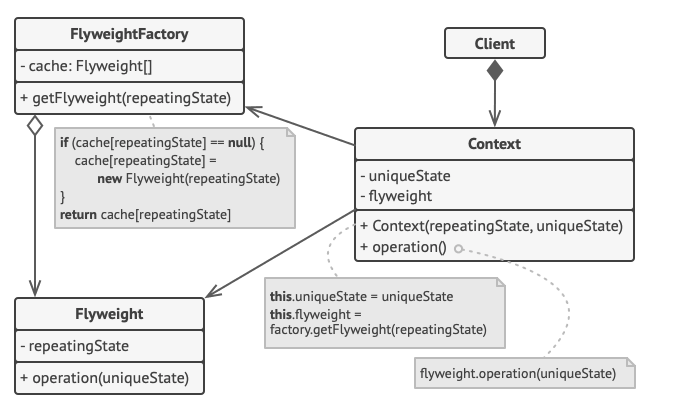 FlyweightFactory
- cache: Flyweight[]
+ getFlyweight(repeatingState)
if (cache[repeatingState] == null) {
cache[repeatingState] =
new Flyweight(repeatingState)
}
return cache[repeatingState]
Client
Context
- uniqueState
- flyweight
+ Context(repeatingState, uniqueState)
+ operation()
this.uniqueState = uniqueState
this.flyweight =
factory.getFlyweight(repeatingState)
flyweight.operation(uniqueState)
Flyweight
- repeatingState
+ operation(uniqueState)